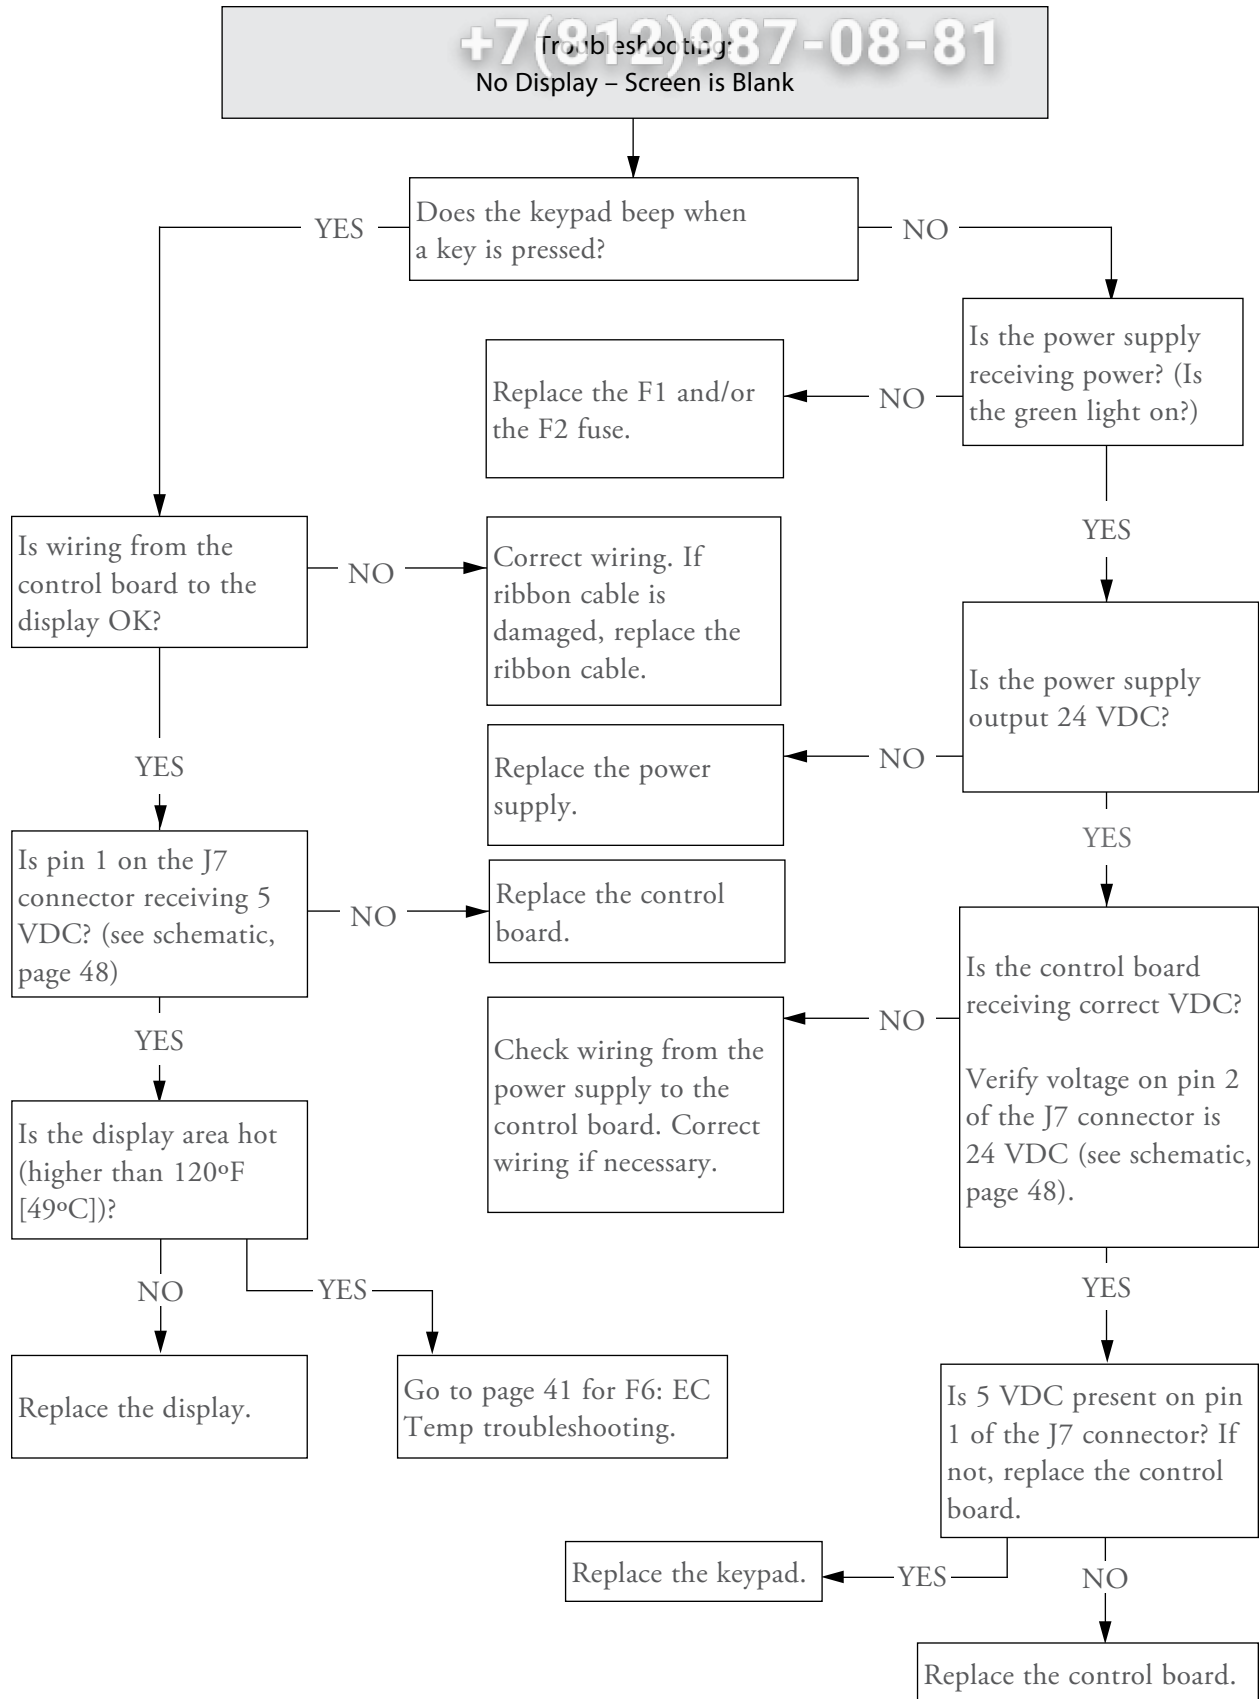 +7(812)987-08-81
Troubleshooting:
No Display – Screen is Blank
Does the keypad beep when
a key is pressed?
YES
NO
Is the power supply
receiving power? (Is
the green light on?)
NO
Replace the F1 and/or
the F2 fuse.
YES
Is wiring from the
control board to the
display OK?
NO
Correct wiring. If
ribbon cable is
damaged, replace the
ribbon cable.
Is the power supply
output 24 VDC?
NO
Replace the power
supply.
YES
YES
Is pin 1 on the J7
connector receiving 5
VDC? (see schematic,
page 48)
NO
Replace the control
board.
Is the control board
receiving correct VDC?
Verify voltage on pin 2
of the J7 connector is
24 VDC (see schematic,
page 48).
NO
Check wiring from the
power supply to the
control board. Correct
wiring if necessary.
YES
Is the display area hot
(higher than 120ºF
[49ºC])?
NO
YES
YES
Replace the display.
Go to page 41 for F6: EC
Temp troubleshooting.
Is 5 VDC present on pin
1 of the J7 connector? If
not, replace the control
board.
Replace the keypad.
YES
NO
Replace the control board.